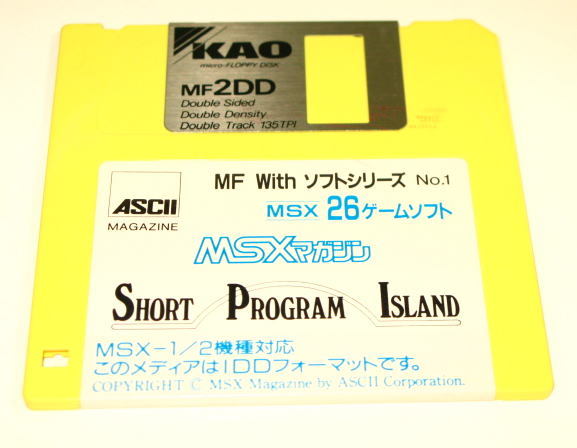 KAO
micro-FLOPPY DISK
MF2DD
Double Sided
Double Density
Double Track 135TPI
ASCII
MAGAZINE
MF With ソフトシリーズ No.1
MSX 26ゲームソフト
MSXマガジン
SHORT PROGRAM ISLAND
MSX-1/2機種対応
このメディアは1DDフォーマットです。
COPYRIGHT © MSX Magazine by ASCII Corporation.